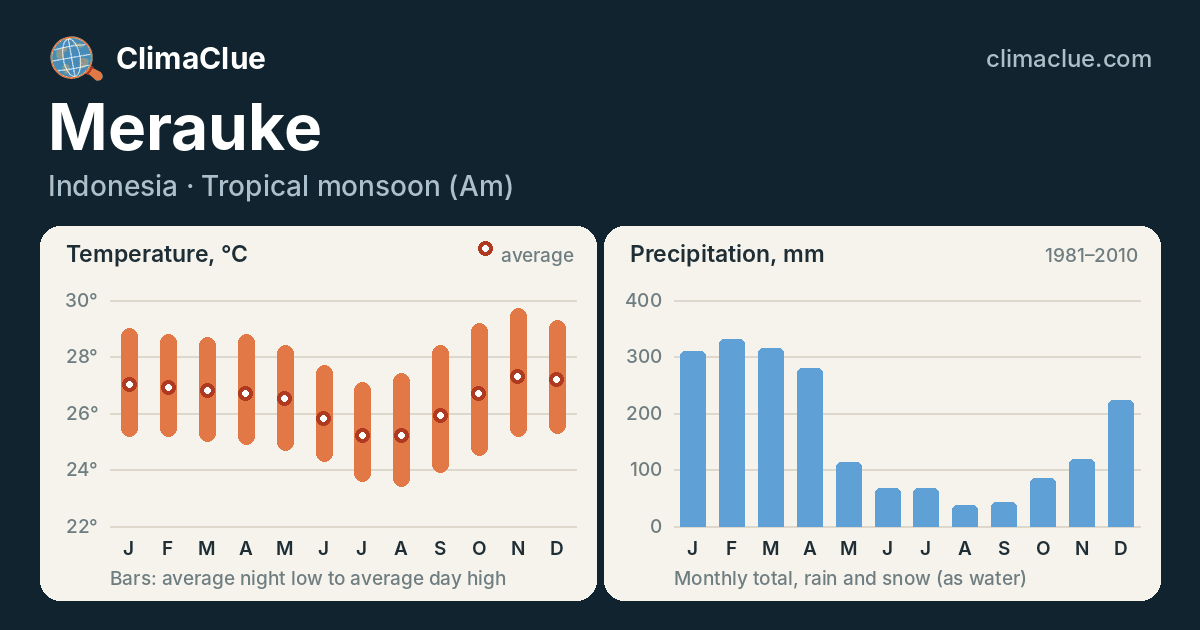 ClimaClue
climaclue.com
Merauke
Indonesia · Tropical monsoon (Am)
Temperature, °C
average
30°
28°
26°
24°
22°
J F M A M J J A S O N D
Bars: average night low to average day high
Precipitation, mm
1981–2010
400
300
200
100
0
J F M A M J J A S O N D
Monthly total, rain and snow (as water)